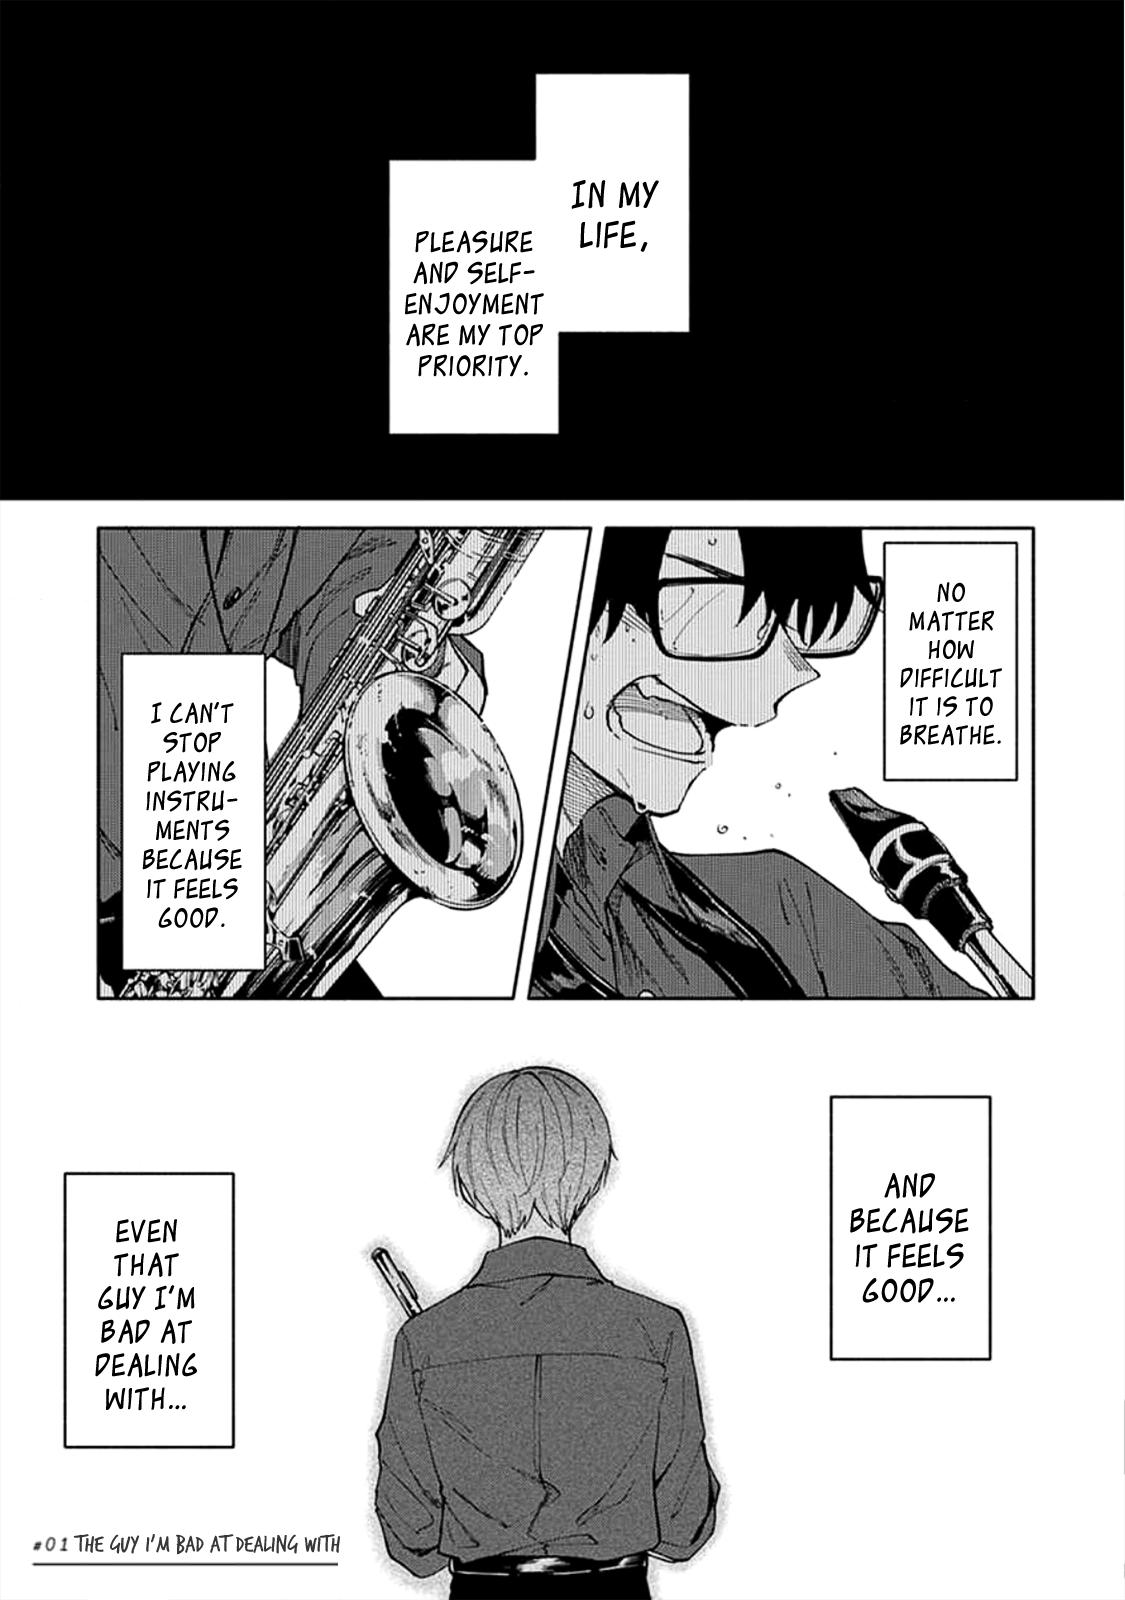 IN MY
LIFE,
PLEASURE
AND SELF-
ENJOYMENT
ARE MY TOP
PRIORITY.
NO
MATTER
HOW
DIFFICULT
IT IS TO
BREATHE.
I CAN'T
STOP
PLAYING
INSTRU-
MENTS
BECAUSE
IT FEELS
GOOD.
AND
BECAUSE
IT FEELS
GOOD...
EVEN
THAT
GUY I'M
BAD AT
DEALING
WITH...
#01 THE GUY I'M BAD AT DEALING WITH